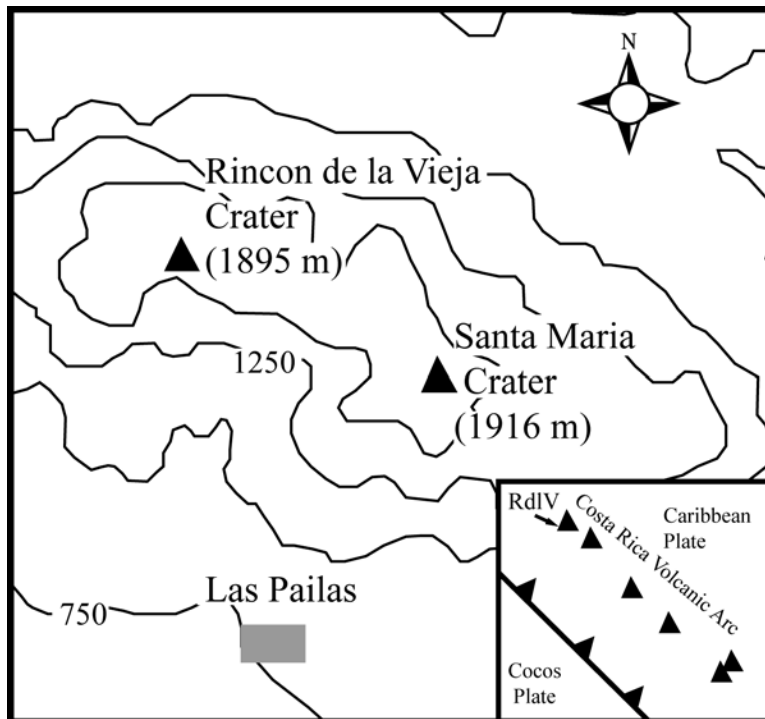 N
Rincon de la Vieja
Crater
(1895 m)
Santa Maria
Crater
(1916 m)
1250
Las Pailas
750
RdlV
Costa Rica Volcanic Arc
Caribbean
Plate
Cocos
Plate